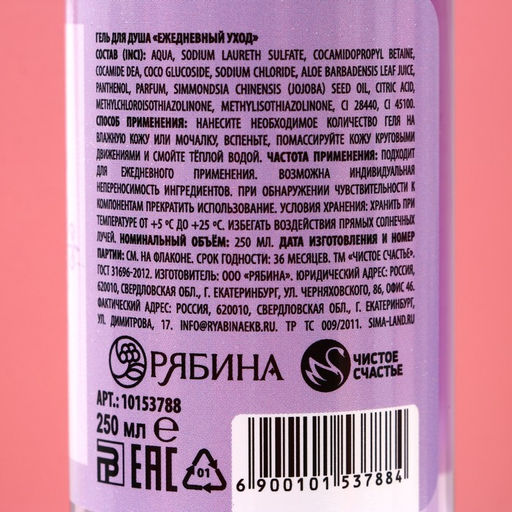 ГЕЛЬ ДЛЯ ДУША «ЕЖЕДНЕВНЫЙ УХОД»
СОСТАВ (INCI): AQUA, SODIUM LAURETH SULFATE, COCAMIDOPROPYL BETAINE,
COCAMIDE DEA, COCO GLUCOSIDE, SODIUM CHLORIDE, ALOE BARBADENSIS LEAF JUICE,
PANTHENOL, PARFUM, SIMMONDSIA CHINENSIS (JOJOBA) SEED OIL, CITRIC ACID,
METHYLCHLOROISOTHIAZOLINONE, METHYLISOTHIAZOLINONE, CI 28440, CI 45100.
СПОСОБ ПРИМЕНЕНИЯ: НАНЕСИТЕ НЕОБХОДИМОЕ КОЛИЧЕСТВО ГЕЛЯ НА
ВЛАЖНУЮ КОЖУ ИЛИ МОЧАЛКУ, ВСПЕНЬТЕ, ПОМАССИРУЙТЕ КОЖУ КРУГОВЫМИ
ДВИЖЕНИЯМИ И СМОЙТЕ ТЁПЛОЙ ВОДОЙ. ЧАСТОТА ПРИМЕНЕНИЯ: ПОДХОДИТ
ДЛЯ ЕЖЕДНЕВНОГО ПРИМЕНЕНИЯ. ВОЗМОЖНА ИНДИВИДУАЛЬНАЯ
НЕПЕРЕНОСИМОСТЬ ИНГРЕДИЕНТОВ. ПРИ ОБНАРУЖЕНИИ ЧУВСТВИТЕЛЬНОСТИ К
КОМПОНЕНТАМ ПРЕКРАТИТЬ ИСПОЛЬЗОВАНИЕ. УСЛОВИЯ ХРАНЕНИЯ: ХРАНИТЬ ПРИ
ТЕМПЕРАТУРЕ ОТ +5 °С ДО +25 °С. ИЗБЕГАТЬ ВОЗДЕЙСТВИЯ ПРЯМЫХ СОЛНЕЧНЫХ
ЛУЧЕЙ. НОМИНАЛЬНЫЙ ОБЪЁМ: 250 МЛ. ДАТА ИЗГОТОВЛЕНИЯ И НОМЕР
ПАРТИИ: СМ. НА ФЛАКОНЕ. СРОК ГОДНОСТИ: 36 МЕСЯЦЕВ. ТМ «ЧИСТОЕ СЧАСТЬЕ».
ГОСТ 31696-2012. ИЗГОТОВИТЕЛЬ: ООО «РЯБИНА». ЮРИДИЧЕСКИЙ АДРЕС: РОССИЯ,
620010, СВЕРДЛОВСКАЯ ОБЛ., Г. ЕКАТЕРИНБУРГ, УЛ. ЧЕРНЯХОВСКОГО, 86, ОФИС 46.
ФАКТИЧЕСКИЙ АДРЕС: РОССИЯ, 620010, СВЕРДЛОВСКАЯ ОБЛ., Г. ЕКАТЕРИНБУРГ,
УЛ. ДИМИТРОВА, 17. INFO@RYABINAEKB.RU. ТР ТС 009/2011. SIMA-LAND.RU
РЯБИНА
ЧИСТОЕ
СЧАСТЬЕ
АРТ.: 10153788
250 МЛ e
EAC
01
6 900101 537884